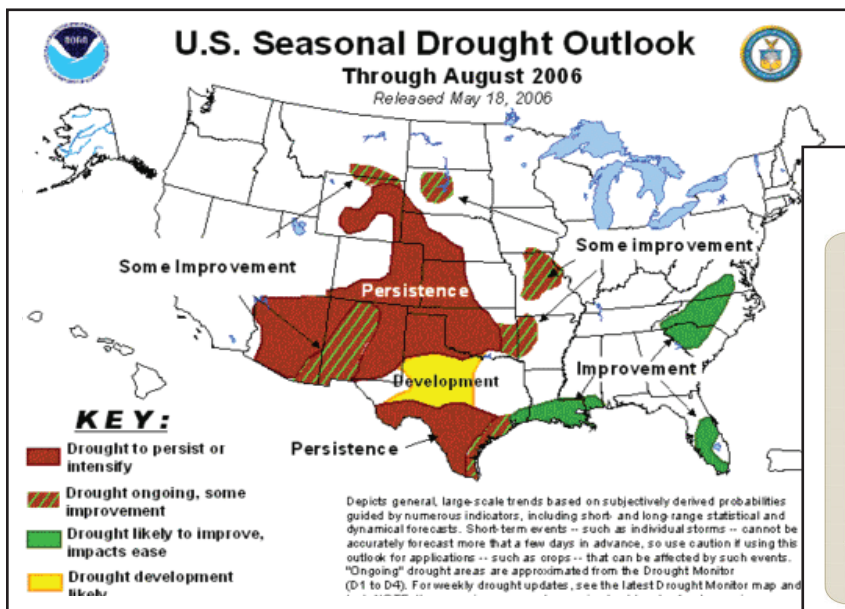 U.S. Seasonal Drought Outlook
Through August 2006
Released May 18, 2006
Some Improvement
Some improvement
Persistence
Development
Improvement
Persistence
KEY:
Drought to persist or
intensify
Drought ongoing, some
improvement
Drought likely to improve,
impacts ease
Drought development
likely
Depicts general, large-scale trends based on subjectively derived probabilities
guided by numerous indicators, including short- and long-range statistical and
dynamical forecasts. Short-term events -- such as individual storms -- cannot be
accurately forecast more that a few days in advance, so use caution if using this
outlook for applications -- such as crops -- that can be affected by such events.
"Ongoing" drought areas are approximated from the Drought Monitor
(D1 to D4). For weekly drought updates, see the latest Drought Monitor map and